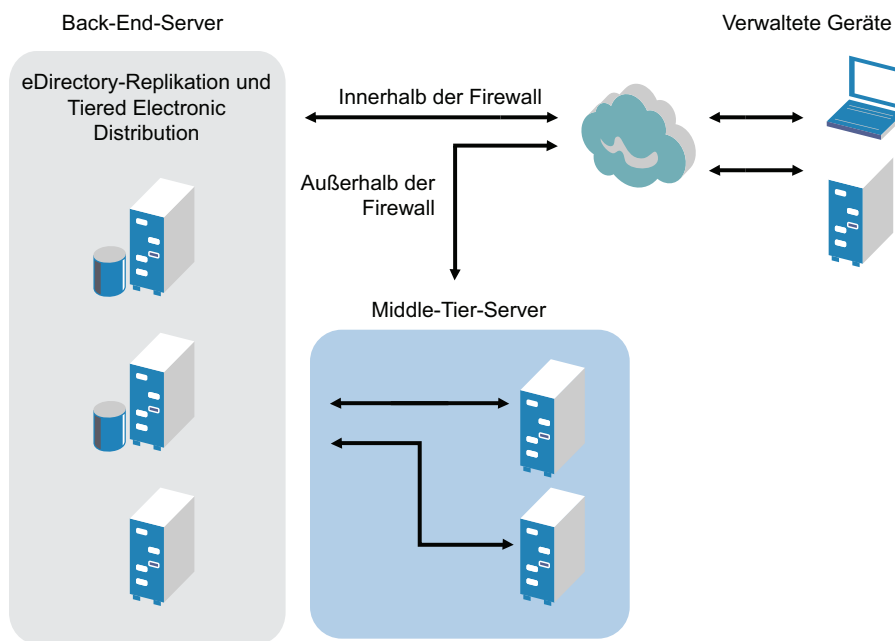 Back-End-Server
Verwaltete Geräte
eDirectory-Replikation und
Tiered Electronic
Distribution
Innerhalb der Firewall
Außerhalb der
Firewall
Middle-Tier-Server